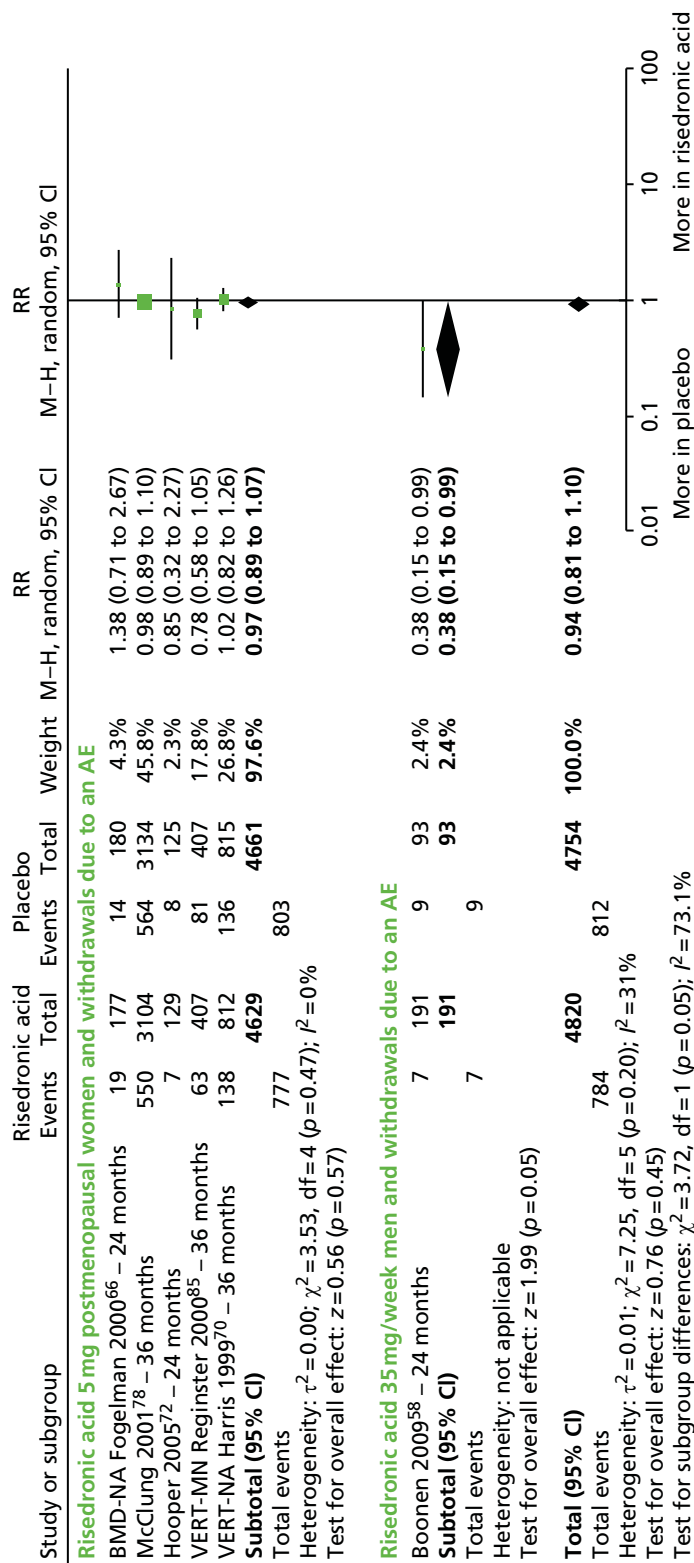 Risedronic acid Placebo RR RR
Study or subgroup Events Total Events Total Weight M–H, random, 95% CI M–H, random, 95% CI
Risedronic acid 5 mg postmenopausal women and withdrawals due to an AE
BMD-NA Fogelman 2000⁶⁶ – 24 months 19 177 14 180 4.3% 1.38 (0.71 to 2.67)
McClung 2001⁷⁸ – 36 months 550 3104 564 3134 45.8% 0.98 (0.89 to 1.10)
Hooper 2005⁷² – 24 months 7 129 8 125 2.3% 0.85 (0.32 to 2.27)
VERT-MN Reginster 2000⁸⁵ – 36 months 63 407 81 407 17.8% 0.78 (0.58 to 1.05)
VERT-NA Harris 1999⁷⁰ – 36 months 138 812 136 815 26.8% 1.02 (0.82 to 1.26)
Subtotal (95% CI) 4629 4661 97.6% 0.97 (0.89 to 1.07)
Total events 777 803
Heterogeneity: τ²=0.00; χ²=3.53, df=4 (p=0.47); I²=0%
Test for overall effect: z=0.56 (p=0.57)
Risedronic acid 35 mg/week men and withdrawals due to an AE
Boonen 2009⁵⁸ – 24 months 7 191 9 93 2.4% 0.38 (0.15 to 0.99)
Subtotal (95% CI) 191 93 2.4% 0.38 (0.15 to 0.99)
Total events 7 9
Heterogeneity: not applicable
Test for overall effect: z=1.99 (p=0.05)
Total (95% CI) 4820 4754 100.0% 0.94 (0.81 to 1.10)
Total events 784 812
Heterogeneity: τ²=0.01; χ²=7.25, df=5 (p=0.20); I²=31%
Test for overall effect: z=0.76 (p=0.45)
Test for subgroup differences: χ²=3.72, df=1 (p=0.05); I²=73.1%
0.01 0.1 1 10 100
More in placebo More in risedronic acid